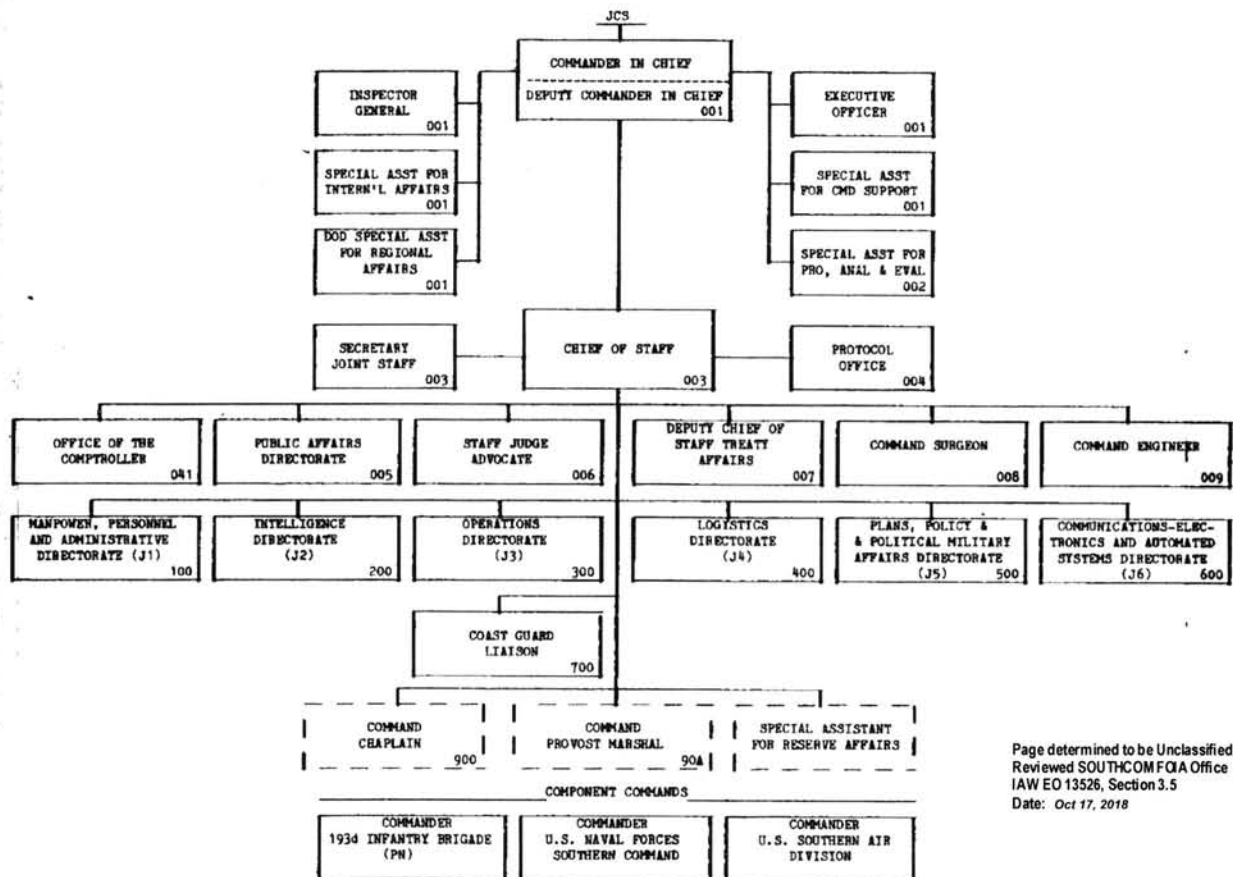 JCS
COMMANDER IN CHIEF
DEPUTY COMMANDER IN CHIEF
001
INSPECTOR
GENERAL
001
EXECUTIVE
OFFICER
001
SPECIAL ASST FOR
INTERN'L AFFAIRS
001
SPECIAL ASST
FOR CMD SUPPORT
001
DOD SPECIAL ASST
FOR REGIONAL
AFFAIRS
001
SPECIAL ASST FOR
PRO, ANAL & EVAL
002
SECRETARY
JOINT STAFF
003
CHIEF OF STAFF
003
PROTOCOL
OFFICE
004
OFFICE OF THE
COMPTROLLER
041
PUBLIC AFFAIRS
DIRECTORATE
005
STAFF JUDGE
ADVOCATE
006
DEPUTY CHIEF OF
STAFF TREATY
AFFAIRS
007
COMMAND SURGEON
008
COMMAND ENGINEER
009
MANPOWER, PERSONNEL
AND ADMINISTRATIVE
DIRECTORATE (J1)
100
INTELLIGENCE
DIRECTORATE
(J2)
200
OPERATIONS
DIRECTORATE
(J3)
300
LOGISTICS
DIRECTORATE
(J4)
400
PLANS, POLICY &
& POLITICAL MILITARY
AFFAIRS DIRECTORATE
(J5) 500
COMMUNICATIONS-ELEC-
TRONICS AND AUTOMATED
SYSTEMS DIRECTORATE
(J6) 600
COAST GUARD
LIAISON
700
COMMAND
CHAPLAIN
900
COMMAND
PROVOST MARSHAL
90A
SPECIAL ASSISTANT
FOR RESERVE AFFAIRS
Page determined to be Unclassified
Reviewed SOUTHCOM FOIA Office
IAW EO 13526, Section 3.5
Date: Oct 17, 2018
COMPONENT COMMANDS
COMMANDER
193d INFANTRY BRIGADE
(PN)
COMMANDER
U.S. NAVAL FORCES
SOUTHERN COMMAND
COMMANDER
U.S. SOUTHERN AIR
DIVISION